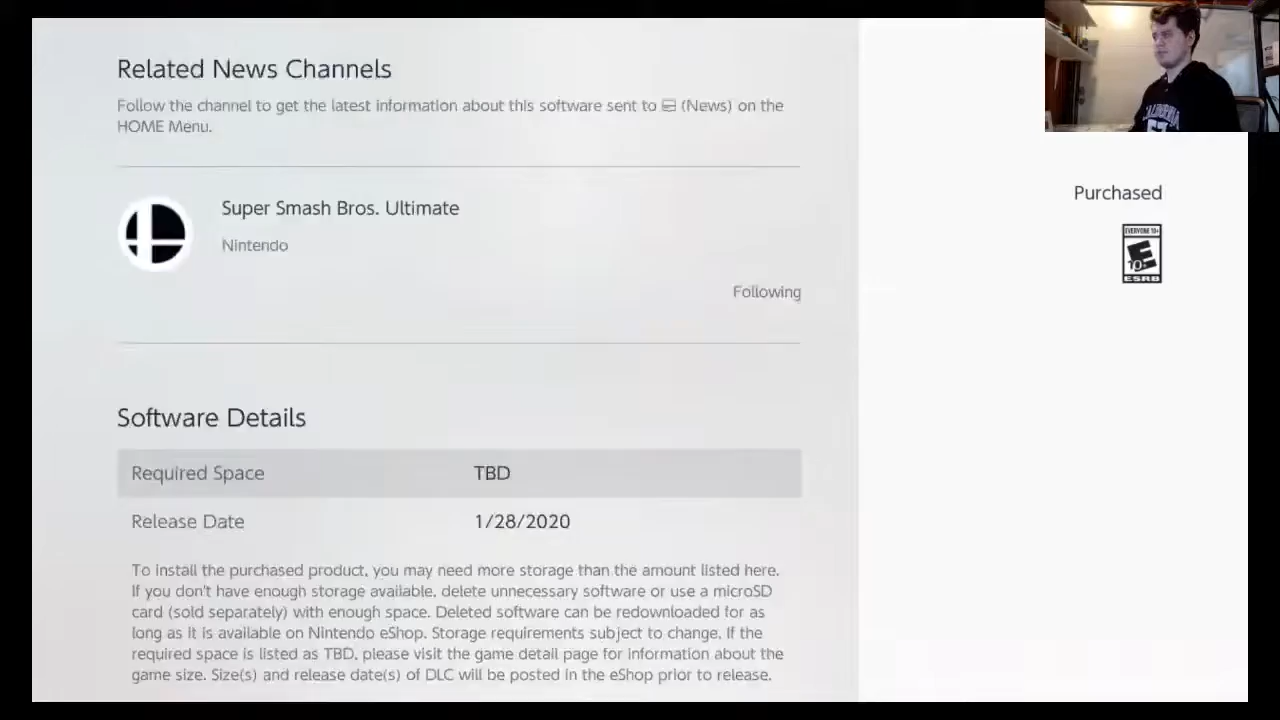 Related News Channels
Follow the channel to get the latest information about this software sent to (News) on the
HOME Menu.
Super Smash Bros. Ultimate
Nintendo
Following
Software Details
Required Space TBD
Release Date 1/28/2020
To install the purchased product, you may need more storage than the amount listed here.
If you don't have enough storage available, delete unnecessary software or use a microSD
card (sold separately) with enough space. Deleted software can be redownloaded for as
long as it is available on Nintendo eShop. Storage requirements subject to change. If the
required space is listed as TBD, please visit the game detail page for information about the
game size. Size(s) and release date(s) of DLC will be posted in the eShop prior to release.
Purchased
EVERYONE 10+
E
10+
ESRB
CALIFORNIA